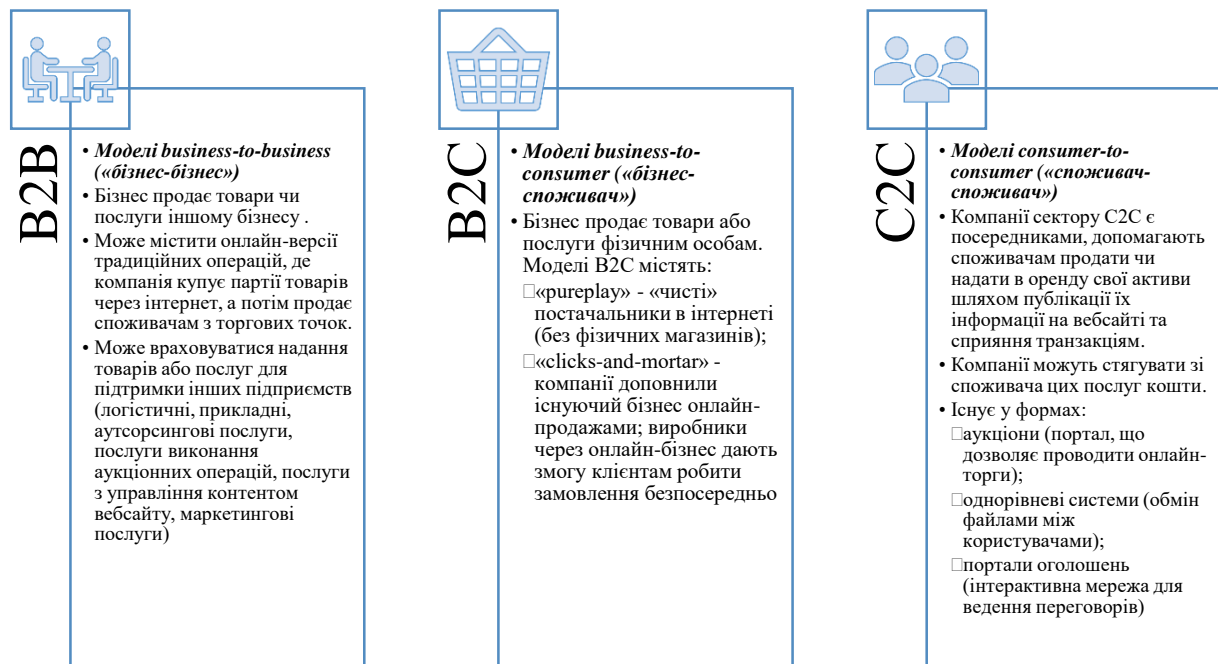 B2B
• Моделі business-to-business
(«бізнес-бізнес»)
• Бізнес продає товари чи
послуги іншому бізнесу .
• Може містити онлайн-версії
традиційних операцій, де
компанія купує партії товарів
через інтернет, а потім продає
споживачам з торгових точок.
• Може враховуватися надання
товарів або послуг для
підтримки інших підприємств
(логістичні, прикладні,
аутсорсингові послуги,
послуги виконання
аукціонних операцій, послуги
з управління контентом
вебсайту, маркетингові
послуги)
B2C
• Моделі business-to-
consumer («бізнес-
споживач»)
• Бізнес продає товари або
послуги фізичним особам.
Моделі B2C містять:
□«pureplay» - «чисті»
постачальники в інтернеті
(без фізичних магазинів);
□«clicks-and-mortar» -
компанії доповнили
існуючий бізнес онлайн-
продажами; виробники
через онлайн-бізнес дають
змогу клієнтам робити
замовлення безпосередньо
C2C
• Моделі consumer-to-
consumer («споживач-
споживач»)
• Компанії сектору C2C є
посередниками, допомагають
споживачам продати чи
надати в оренду свої активи
шляхом публікації їх
інформації на вебсайті та
сприяння транзакціям.
• Компанії можуть стягувати зі
споживача цих послуг кошти.
• Існує у формах:
□аукціони (портал, що
дозволяє проводити онлайн-
торги);
□однорівневі системи (обмін
файлами між
користувачами);
□портали оголошень
(інтерактивна мережа для
ведення переговорів)